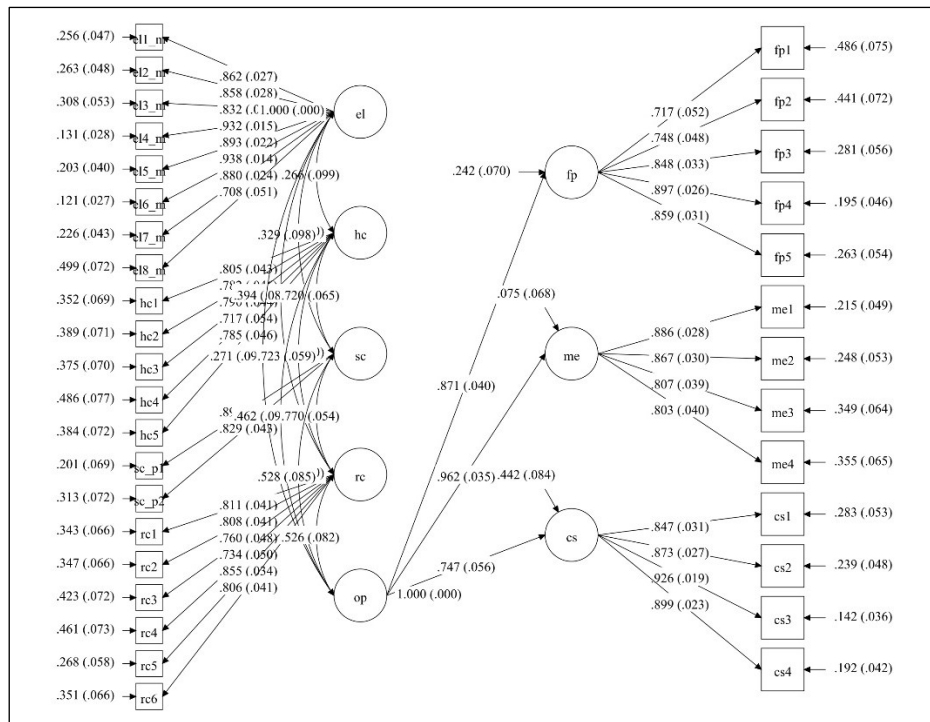 .256 (.047)
el1_m
.263 (.048)
el2_m
.308 (.053)
el3_m
.131 (.028)
el4_m
.203 (.040)
el5_m
.121 (.027)
el6_m
.226 (.043)
el7_m
.499 (.072)
el8_m
.352 (.069)
hc1
.389 (.071)
hc2
.375 (.070)
hc3
.486 (.077)
hc4
.384 (.072)
hc5
.201 (.069)
sc_p1
.313 (.072)
sc_p2
.343 (.066)
rc1
.347 (.066)
rc2
.423 (.072)
rc3
.461 (.073)
rc4
.268 (.058)
rc5
.351 (.066)
rc6
.862 (.027)
.858 (.028)
.832
1.000 (.000)
.932 (.015)
.893 (.022)
.938 (.014)
.880 (.024)
.708 (.051)
.266 (.099)
.329 (.098)
.805 (.043)
.394
.720 (.065)
.717 (.054)
.785 (.046)
.271
.723 (.059)
.462
.770 (.054)
.829 (.043)
.528 (.085)
.811 (.041)
.808 (.041)
.526 (.082)
.760 (.048)
.734 (.050)
.855 (.034)
.806 (.041)
el
hc
sc
rc
op
1.000 (.000)
.871 (.040)
.962 (.035)
.747 (.056)
.242 (.070)
fp
.075 (.068)
me
.442 (.084)
cs
.717 (.052)
.748 (.048)
.848 (.033)
.897 (.026)
.859 (.031)
.886 (.028)
.867 (.030)
.807 (.039)
.803 (.040)
.847 (.031)
.873 (.027)
.926 (.019)
.899 (.023)
fp1
.486 (.075)
fp2
.441 (.072)
fp3
.281 (.056)
fp4
.195 (.046)
fp5
.263 (.054)
me1
.215 (.049)
me2
.248 (.053)
me3
.349 (.064)
me4
.355 (.065)
cs1
.283 (.053)
cs2
.239 (.048)
cs3
.142 (.036)
cs4
.192 (.042)